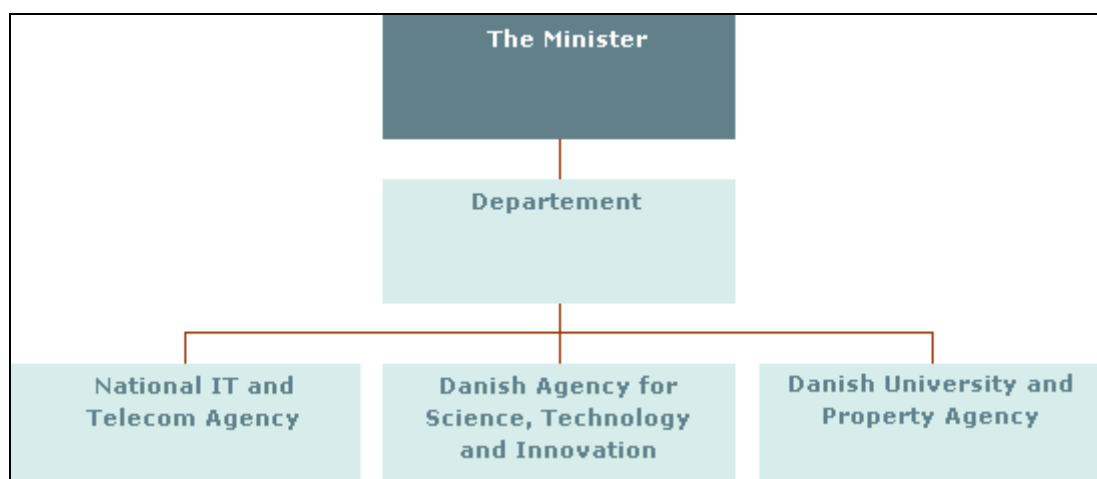 The Minister
Departement
National IT and
Telecom Agency
Danish Agency for
Science, Technology
and Innovation
Danish University and
Property Agency